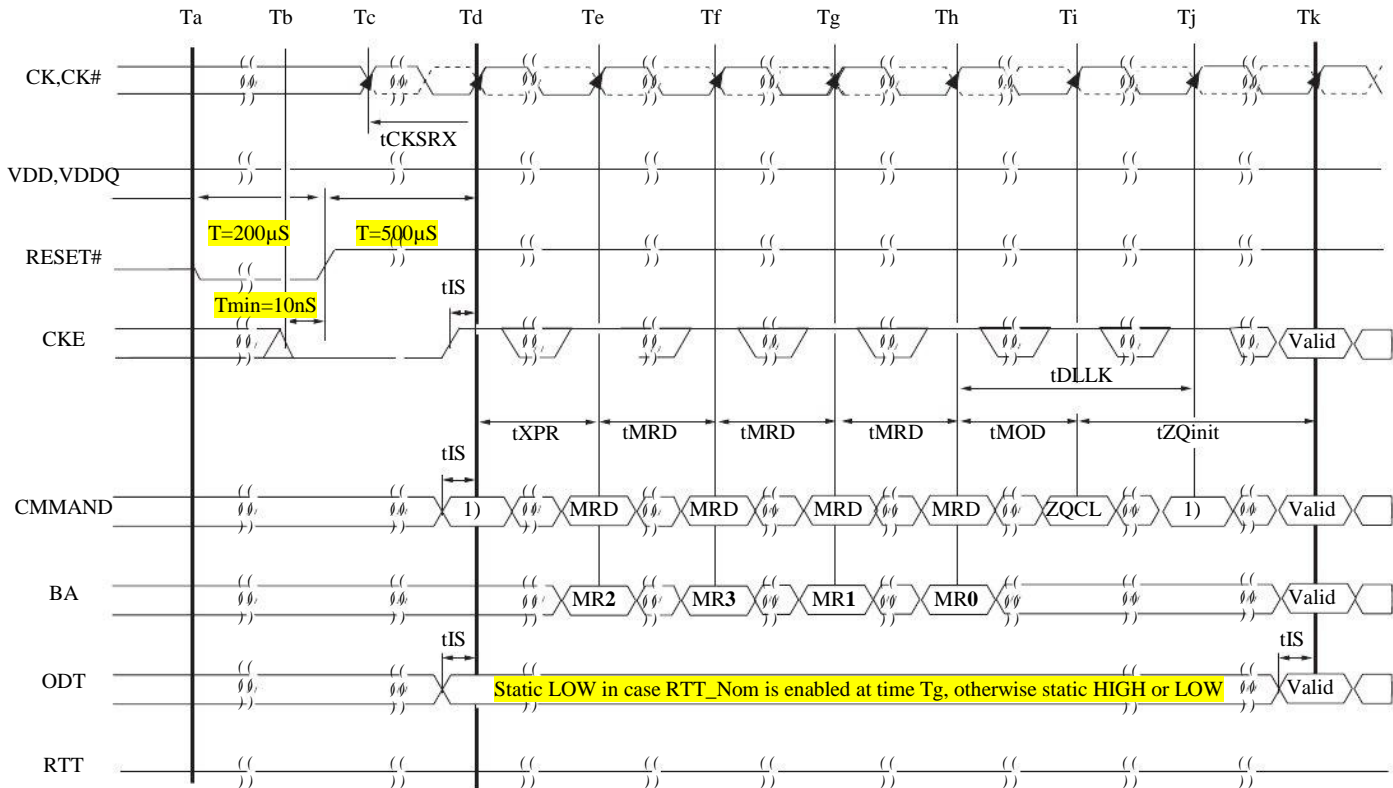 Ta Tb Tc Td Te Tf Tg Th Ti Tj Tk
CK,CK#
tCKSRX
VDD,VDDQ
T=200µS T=500µS
RESET#
Tmin=10nS tIS
CKE Valid
tDLLK
tXPR tMRD tMRD tMRD tMOD tZQinit
tIS
CMMAND 1) MRD MRD MRD MRD ZQCL 1) Valid
BA MR2 MR3 MR1 MR0 Valid
tIS tIS
ODT Static LOW in case RTT_Nom is enabled at time Tg, otherwise static HIGH or LOW Valid
RTT